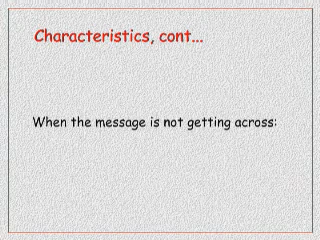 Characteristics, cont...
When the message is not getting across: